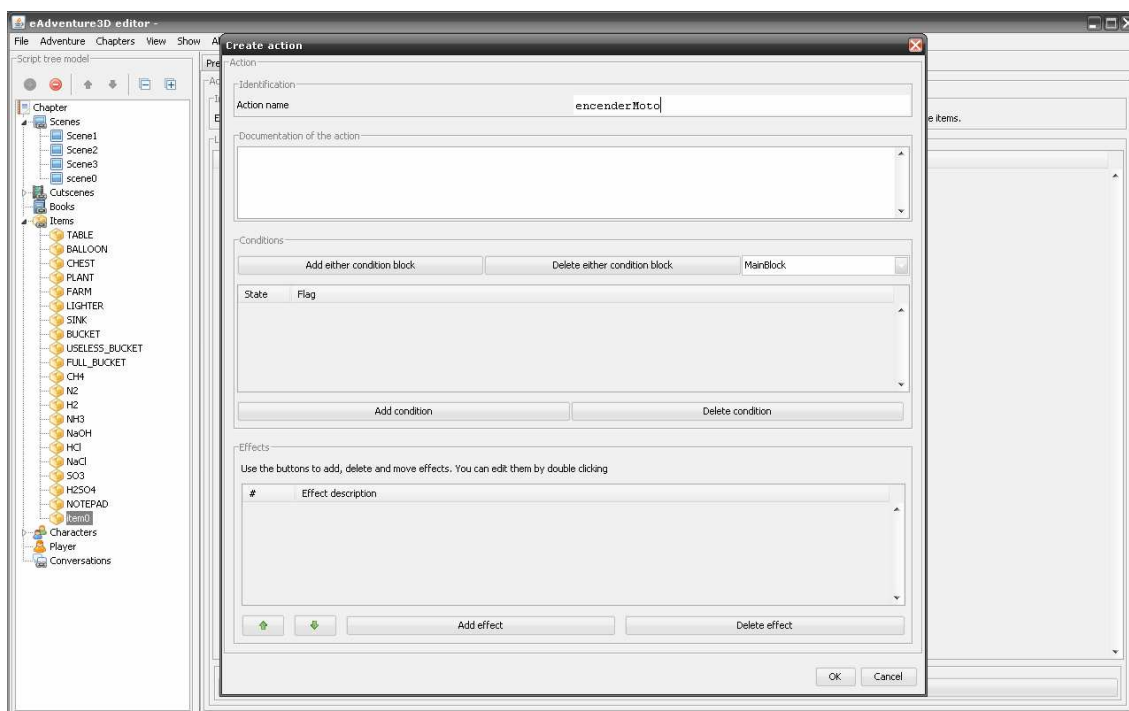 eAdventure3D editor -
File Adventure Chapters View Show
Script tree model
Chapter
Scenes
Scene1
Scene2
Scene3
scene0
Cutscenes
Books
Items
TABLE
BALLOON
CHEST
PLANT
FARM
LIGHTER
SINK
BUCKET
USELESS_BUCKET
FULL_BUCKET
CH4
N2
H2
NH3
NaOH
HCl
NaCl
SO3
H2SO4
NOTEPAD
item0
Characters
Player
Conversations
Create action
Action
Identification
Action name encenderMoto
Documentation of the action
Conditions
Add either condition block Delete either condition block MainBlock
State Flag
Add condition Delete condition
Effects
Use the buttons to add, delete and move effects. You can edit them by double clicking
# Effect description
Add effect Delete effect
OK Cancel
e items.